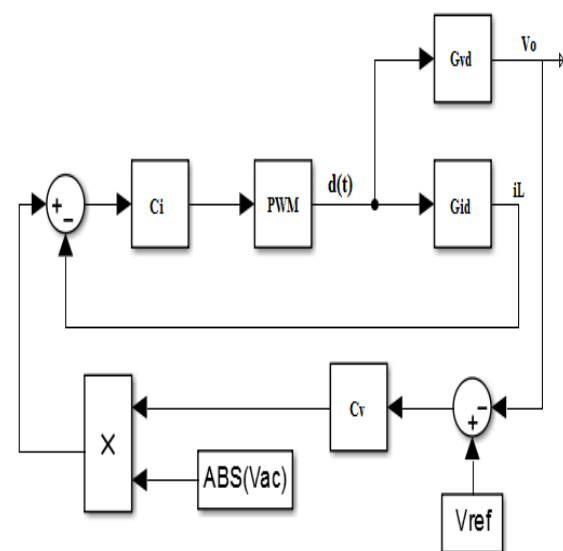 Gvd
Vo
+
-
Ci
PWM
d(t)
Gid
iL
X
Cv
-
+
ABS(Vac)
Vref